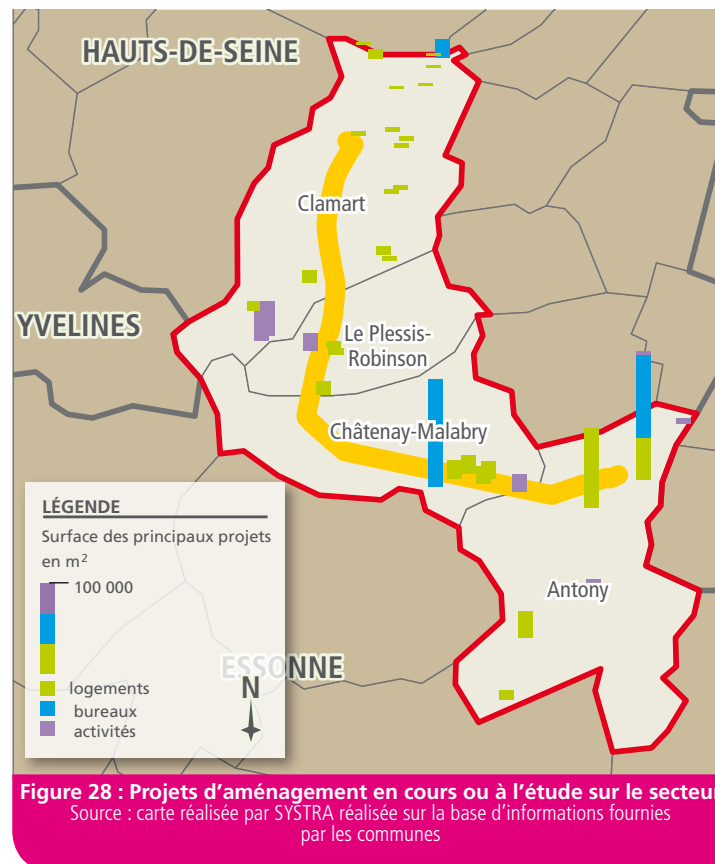 HAUTS-DE-SEINE
Clamart
YVELINES
Le Plessis-
Robinson
Châtenay-Malabry
Antony
ESSONNE
LÉGENDE
Surface des principaux projets
en m²
100 000
logements
bureaux
activités
N
Figure 28 : Projets d'aménagement en cours ou à l'étude sur le secteur
Source : carte réalisée par SYSTRA réalisée sur la base d'informations fournies
par les communes